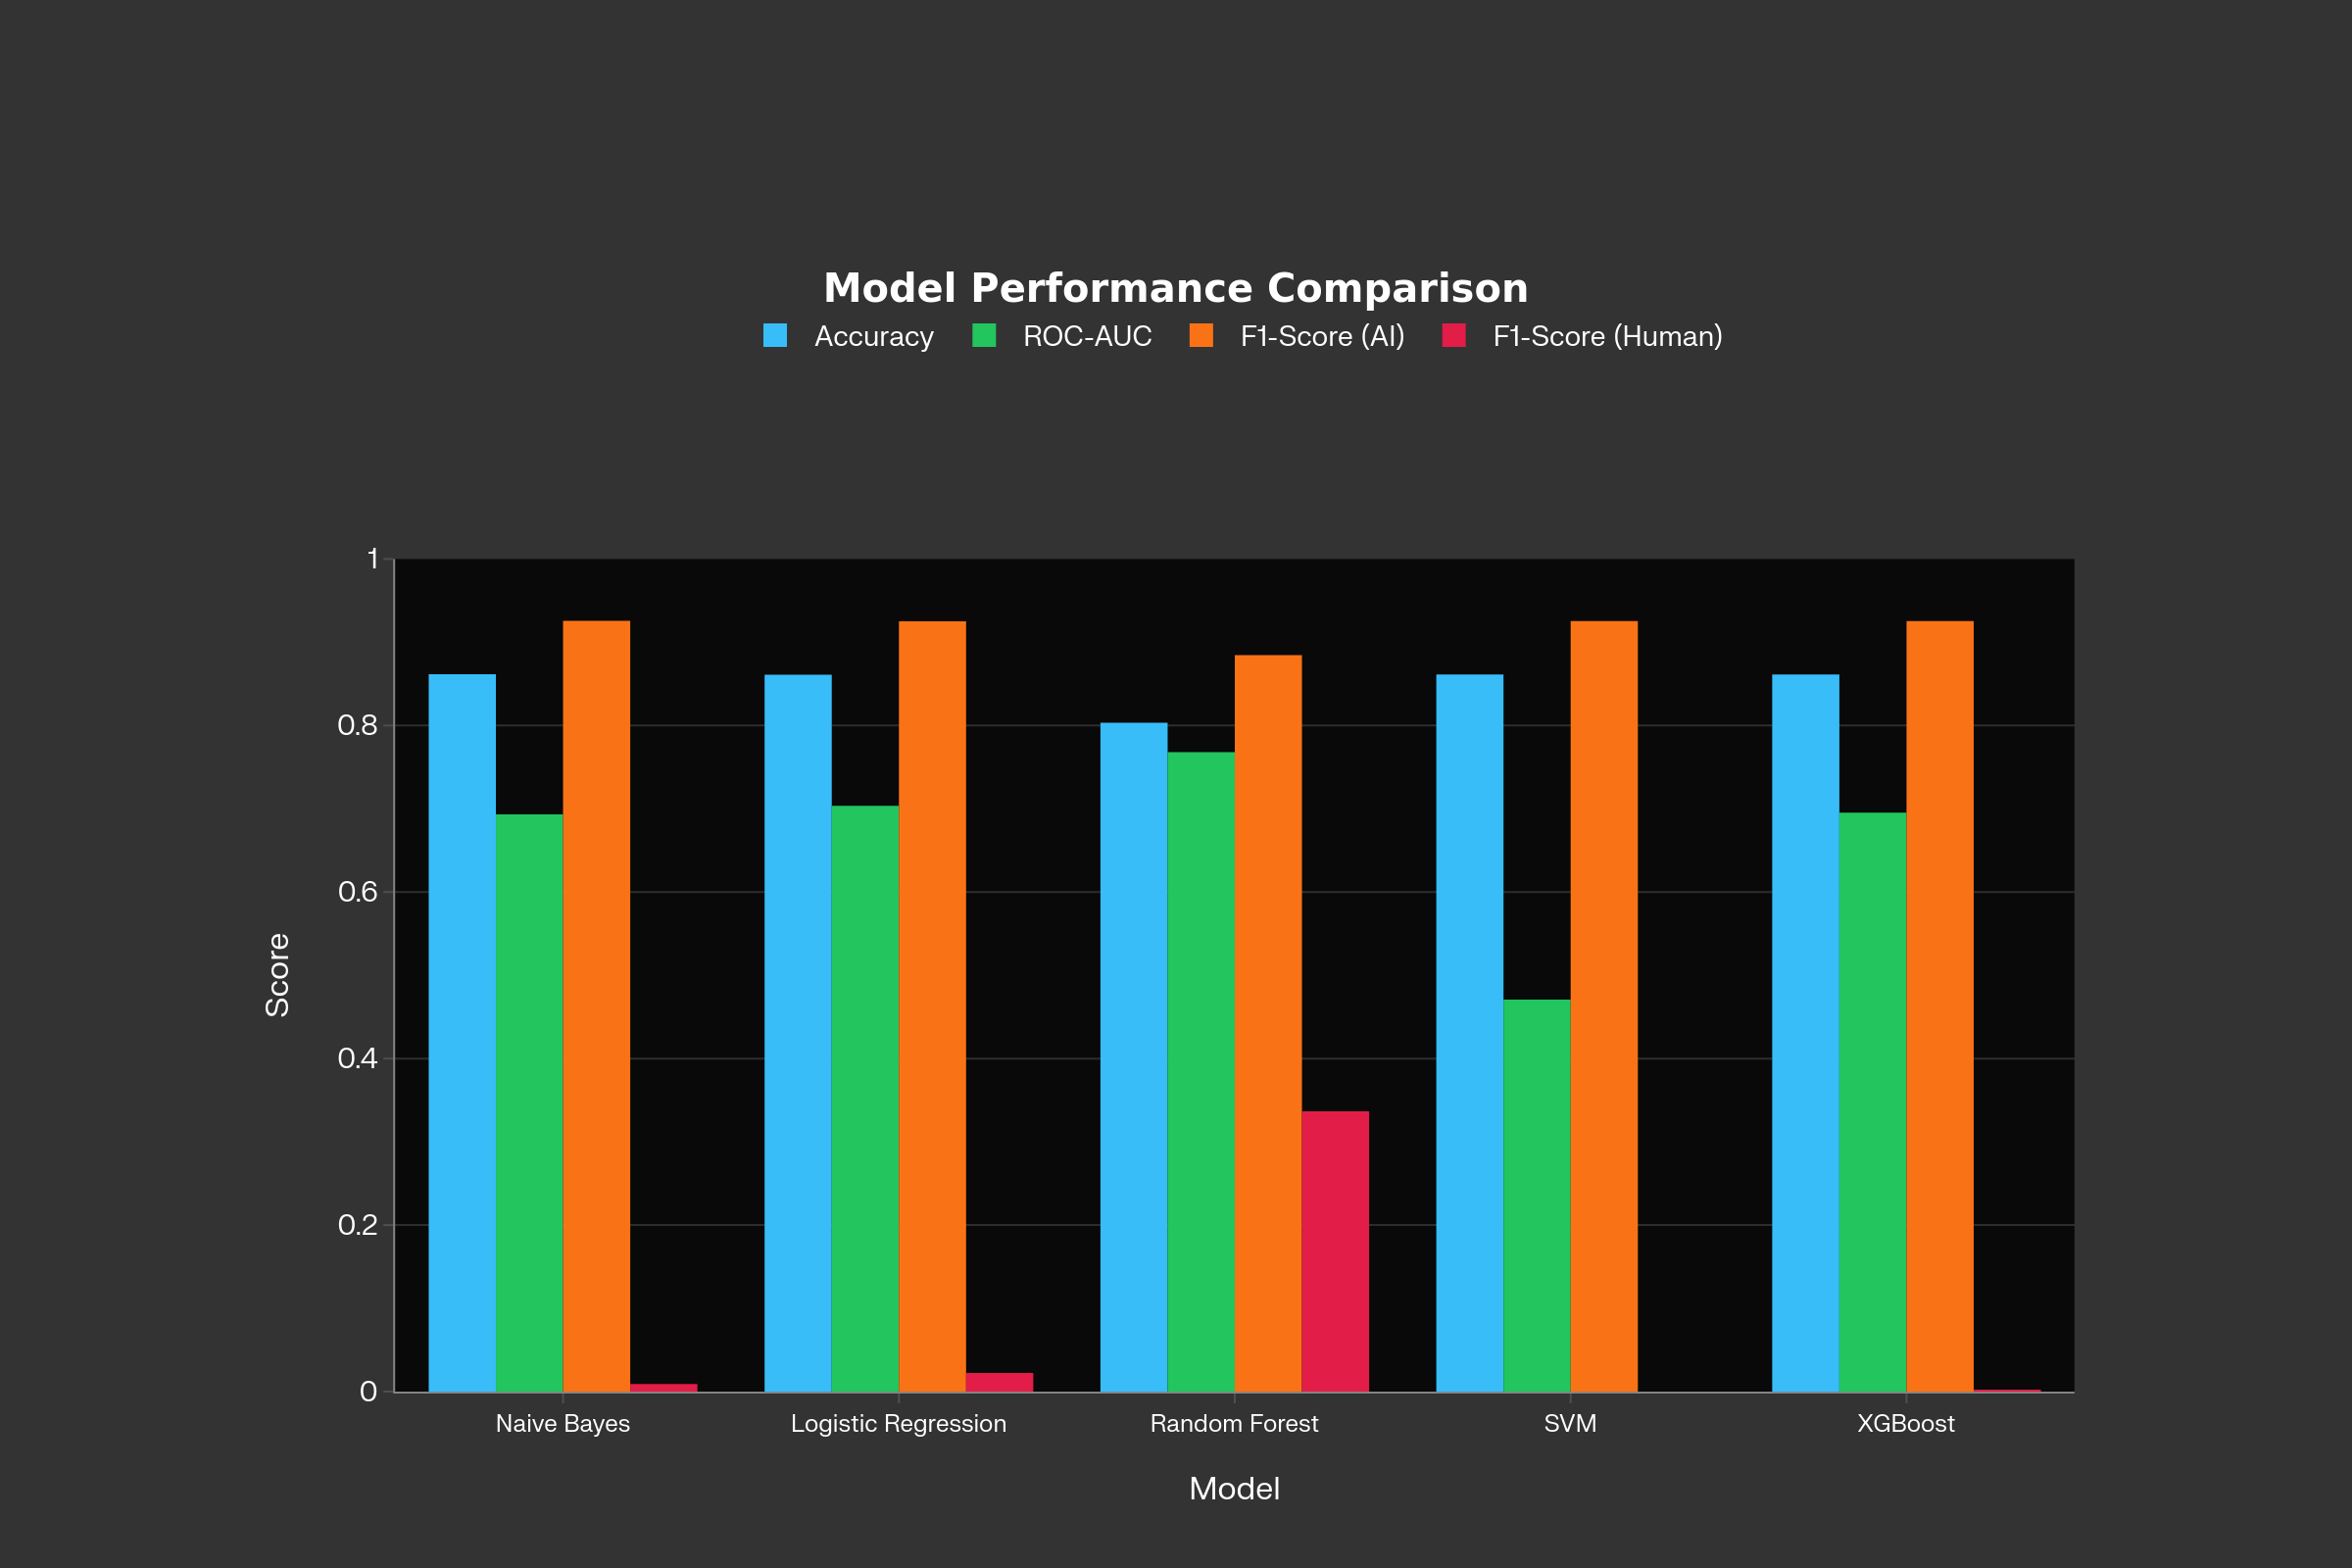 Model Performance Comparison
Accuracy ROC-AUC F1-Score (AI) F1-Score (Human)
1
0.8
0.6
0.4
0.2
0
Score
Naive Bayes Logistic Regression Random Forest SVM XGBoost
Model